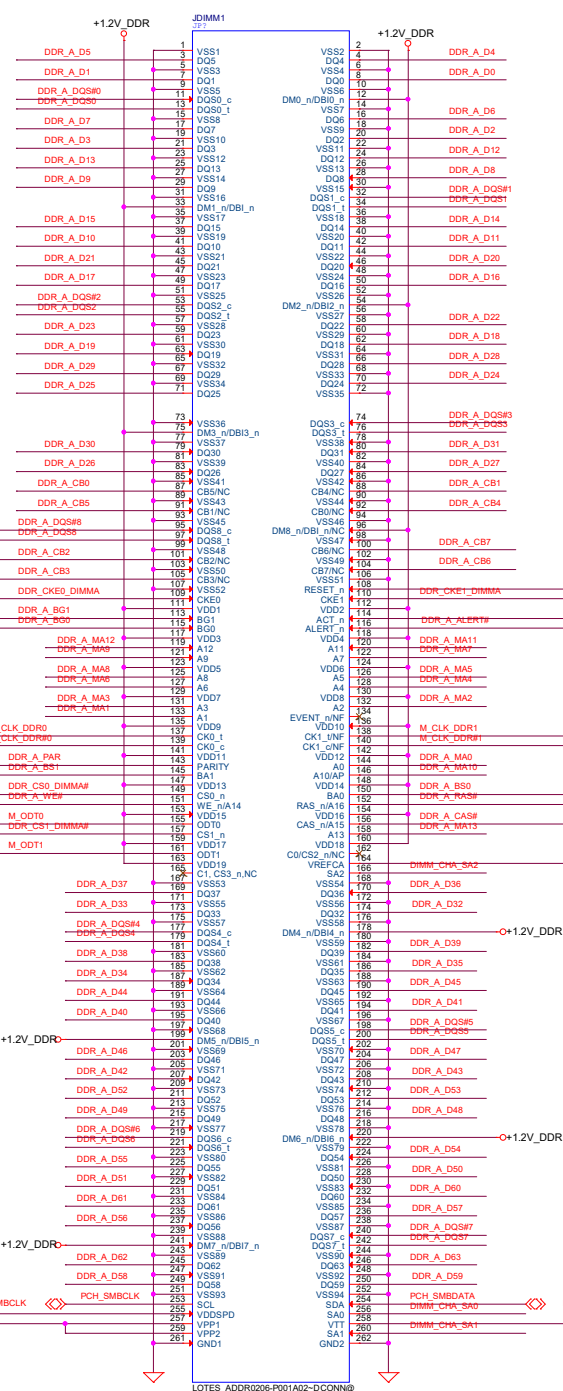 JDIMM1
JP?
+1.2V_DDR
+1.2V_DDR
1 VSS1 VSS2 2
DDR_A_D5 3 DQ5 DQ4 4 DDR_A_D4
5 VSS3 VSS4 6
DDR_A_D1 7 DQ1 DQ0 8 DDR_A_D0
9 VSS5 VSS6 10
DDR_A_DQS#0 11 DQS0_c DM0_n/DBI0_n 12
DDR_A_DQS0 13 DQS0_t VSS7 14
15 VSS8 DQ6 16 DDR_A_D6
DDR_A_D7 17 DQ7 VSS9 18
19 VSS10 DQ2 20 DDR_A_D2
DDR_A_D3 21 DQ3 VSS11 22
23 VSS12 DQ12 24 DDR_A_D12
DDR_A_D13 25 DQ13 VSS13 26
27 VSS14 DQ8 28 DDR_A_D8
DDR_A_D9 29 DQ9 VSS15 30
31 VSS16 DQS1_c 32 DDR_A_DQS#1
33 DM1_n/DBI_n DQS1_t 34 DDR_A_DQS1
35 VSS17 VSS18 36
DDR_A_D15 37 DQ15 DQ14 38 DDR_A_D14
39 VSS19 VSS20 40
DDR_A_D10 41 DQ10 DQ11 42 DDR_A_D11
43 VSS21 VSS22 44
DDR_A_D21 45 DQ21 DQ20 46 DDR_A_D20
47 VSS23 VSS24 48
DDR_A_D17 49 DQ17 DQ16 50 DDR_A_D16
51 VSS25 VSS26 52
DDR_A_DQS#2 53 DQS2_c DM2_n/DBI2_n 54
DDR_A_DQS2 55 DQS2_t VSS27 56
57 VSS28 DQ22 58 DDR_A_D22
DDR_A_D23 59 DQ23 VSS29 60
61 VSS30 DQ18 62 DDR_A_D18
DDR_A_D19 63 DQ19 VSS31 64
65 VSS32 DQ28 66 DDR_A_D28
DDR_A_D29 67 DQ29 VSS33 68
69 VSS34 DQ24 70 DDR_A_D24
DDR_A_D25 71 DQ25 VSS35 72
73 VSS36 DQS3_c 74 DDR_A_DQS#3
75 DM3_n/DBI3_n DQS3_t 76 DDR_A_DQS3
77 VSS37 VSS38 78
DDR_A_D30 79 DQ30 DQ31 80 DDR_A_D31
81 VSS39 VSS40 82
DDR_A_D26 83 DQ26 DQ27 84 DDR_A_D27
85 VSS41 VSS42 86
DDR_A_CB0 87 CB5/NC CB4/NC 88 DDR_A_CB1
89 VSS43 VSS44 90
DDR_A_CB5 91 CB1/NC CB0/NC 92 DDR_A_CB4
93 VSS45 VSS46 94
DDR_A_DQS#8 95 DQS8_c DM8_n/DBI_n/NC 96
DDR_A_DQS8 97 DQS8_t VSS47 98
99 VSS48 CB6/NC 100 DDR_A_CB7
DDR_A_CB2 101 CB2/NC VSS49 102
103 VSS50 CB7/NC 104 DDR_A_CB6
DDR_A_CB3 105 CB3/NC VSS51 106
107 VSS52 RESET_n 108
DDR_CKE0_DIMMA 109 CKE0 CKE1 110 DDR_CKE1_DIMMA
111 VDD1 VDD2 112
DDR_A_BG1 113 BG1 ACT_n 114
DDR_A_BG0 115 BG0 ALERT_n 116 DDR_A_ALERT#
117 VDD3 VDD4 118
DDR_A_MA12 119 A12 A11 120 DDR_A_MA11
DDR_A_MA9 121 A9 A7 122 DDR_A_MA7
123 VDD5 VDD6 124
DDR_A_MA8 125 A8 A5 126 DDR_A_MA5
DDR_A_MA6 127 A6 A4 128 DDR_A_MA4
129 VDD7 VDD8 130
DDR_A_MA3 131 A3 A2 132 DDR_A_MA2
DDR_A_MA1 133 A1 EVENT_n/NF 134
135 VDD9 VDD10 136
_CLK_DDR0 137 CK0_t CK1_t/NF 138 M_CLK_DDR1
_CLK_DDR#0 139 CK0_c CK1_c/NF 140 M_CLK_DDR#1
141 VDD11 VDD12 142
DDR_A_PAR 143 PARITY A0 144 DDR_A_MA0
DDR_A_BS1 145 BA1 A10/AP 146 DDR_A_MA10
147 VDD13 VDD14 148
DDR_CS0_DIMMA# 149 CS0_n BA0 150 DDR_A_BS0
DDR_A_WE# 151 WE_n/A14 RAS_n/A16 152 DDR_A_RAS#
153 VDD15 VDD16 154
M_ODT0 155 ODT0 CAS_n/A15 156 DDR_A_CAS#
DDR_CS1_DIMMA# 157 CS1_n A13 158 DDR_A_MA13
159 VDD17 VDD18 160
M_ODT1 161 ODT1 C0/CS2_n/NC 162
163 VDD19 VREFCA 164
165 C1, CS3_n,NC SA2 166 DIMM_CHA_SA2
167 VSS53 VSS54 168
DDR_A_D37 169 DQ37 DQ36 170 DDR_A_D36
171 VSS55 VSS56 172
DDR_A_D33 173 DQ33 DQ32 174 DDR_A_D32
175 VSS57 VSS58 176
DDR_A_DQS#4 177 DQS4_c DM4_n/DBI4_n 178 +1.2V_DDR
DDR_A_DQS4 179 DQS4_t VSS59 180
181 VSS60 DQ39 182 DDR_A_D39
DDR_A_D38 183 DQ38 VSS61 184
185 VSS62 DQ35 186 DDR_A_D35
DDR_A_D34 187 DQ34 VSS63 188
189 VSS64 DQ45 190 DDR_A_D45
DDR_A_D44 191 DQ44 VSS65 192
193 VSS66 DQ41 194 DDR_A_D41
DDR_A_D40 195 DQ40 VSS67 196
197 VSS68 DQS5_c 198 DDR_A_DQS#5
+1.2V_DDR 199 DM5_n/DBI5_n DQS5_t 200 DDR_A_DQS5
201 VSS69 VSS70 202
DDR_A_D46 203 DQ46 DQ47 204 DDR_A_D47
205 VSS71 VSS72 206
DDR_A_D42 207 DQ42 DQ43 208 DDR_A_D43
209 VSS73 VSS74 210
DDR_A_D52 211 DQ52 DQ53 212 DDR_A_D53
213 VSS75 VSS76 214
DDR_A_D49 215 DQ49 DQ48 216 DDR_A_D48
217 VSS77 VSS78 218
DDR_A_DQS#6 219 DQS6_c DM6_n/DBI6_n 220 +1.2V_DDR
DDR_A_DQS6 221 DQS6_t VSS79 222
223 VSS80 DQ54 224 DDR_A_D54
DDR_A_D55 225 DQ55 VSS81 226
227 VSS82 DQ50 228 DDR_A_D50
DDR_A_D51 229 DQ51 VSS83 230
231 VSS84 DQ60 232 DDR_A_D60
DDR_A_D61 233 DQ61 VSS85 234
235 VSS86 DQ57 236 DDR_A_D57
DDR_A_D56 237 DQ56 VSS87 238
239 VSS88 DQS7_c 240 DDR_A_DQS#7
+1.2V_DDR 241 DM7_n/DBI7_n DQS7_t 242 DDR_A_DQS7
243 VSS89 VSS90 244
DDR_A_D62 245 DQ62 DQ63 246 DDR_A_D63
247 VSS91 VSS92 248
DDR_A_D58 249 DQ58 DQ59 250 DDR_A_D59
251 VSS93 VSS94 252
MBCLK PCH_SMBCLK 253 SCL SDA 254 PCH_SMBDATA
255 VDDSPD SA0 256 DIMM_CHA_SA0
257 VPP1 VTT 258
259 VPP2 SA1 260 DIMM_CHA_SA1
261 GND1 GND2 262
LOTES_ADDR0206-P001A02~DCONN@